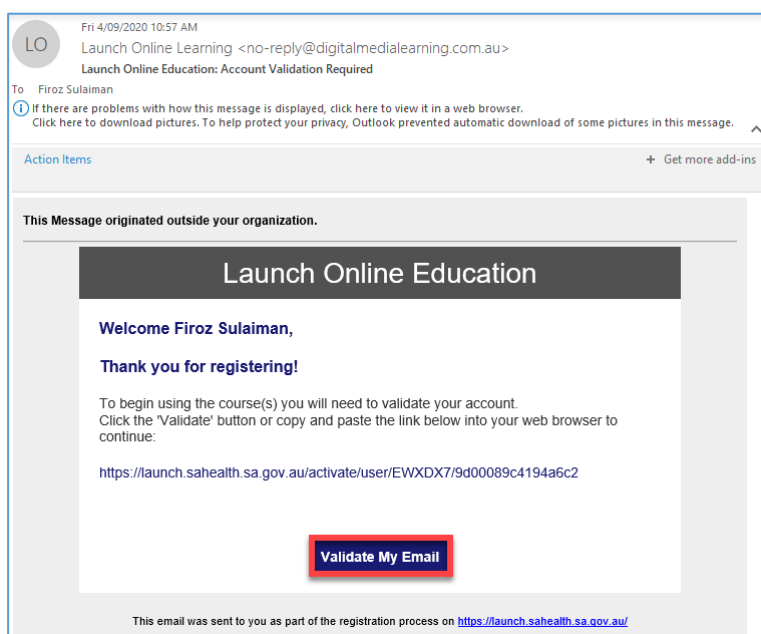 LO
Fri 4/09/2020 10:57 AM
Launch Online Learning <no-reply@digitalmedialearning.com.au>
Launch Online Education: Account Validation Required
To Firoz Sulaiman
If there are problems with how this message is displayed, click here to view it in a web browser.
Click here to download pictures. To help protect your privacy, Outlook prevented automatic download of some pictures in this message.
Action Items
+ Get more add-ins
This Message originated outside your organization.
Launch Online Education
Welcome Firoz Sulaiman,
Thank you for registering!
To begin using the course(s) you will need to validate your account.
Click the 'Validate' button or copy and paste the link below into your web browser to
continue:
https://launch.sahealth.sa.gov.au/activate/user/EWXDX7/9d00089c4194a6c2
Validate My Email
This email was sent to you as part of the registration process on https://launch.sahealth.sa.gov.au/